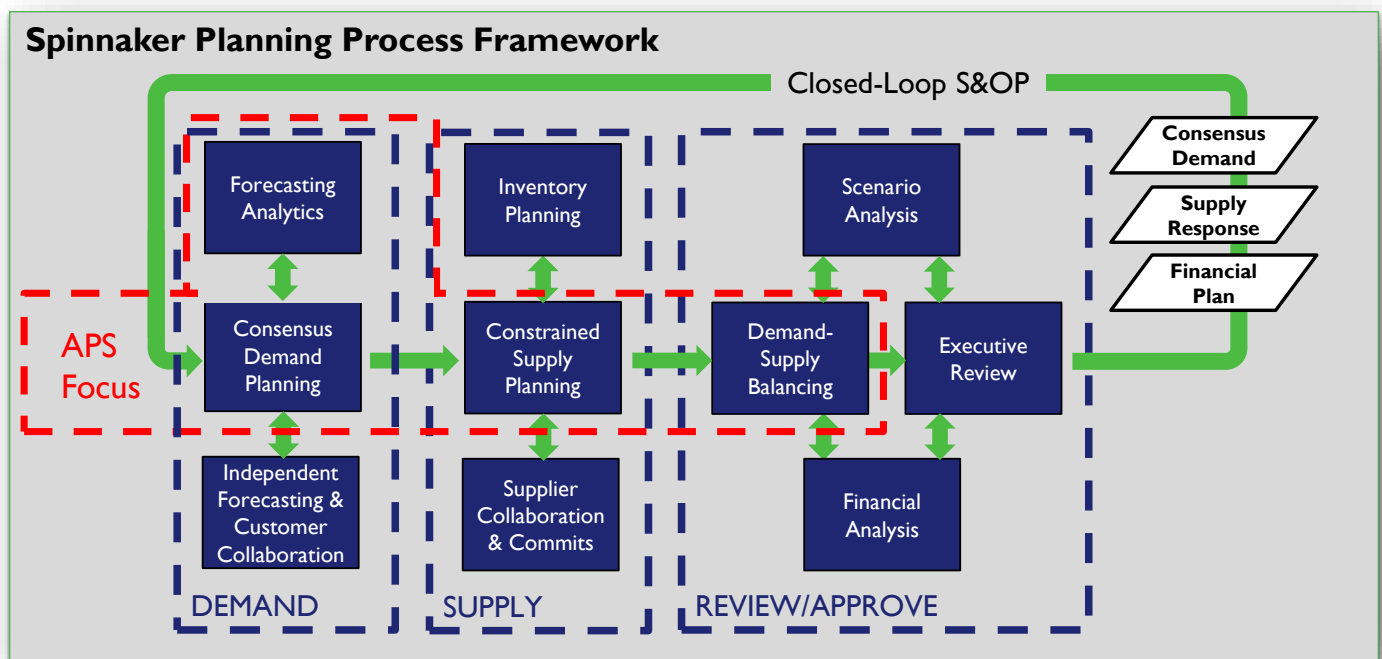 Spinnaker Planning Process Framework
Closed-Loop S&OP
Consensus
Demand
Supply
Response
Financial
Plan
Forecasting
Analytics
Inventory
Planning
Scenario
Analysis
APS
Focus
Consensus
Demand
Planning
Constrained
Supply
Planning
Demand-
Supply
Balancing
Executive
Review
Independent
Forecasting &
Customer
Collaboration
Supplier
Collaboration
& Commits
Financial
Analysis
DEMAND
SUPPLY
REVIEW/APPROVE